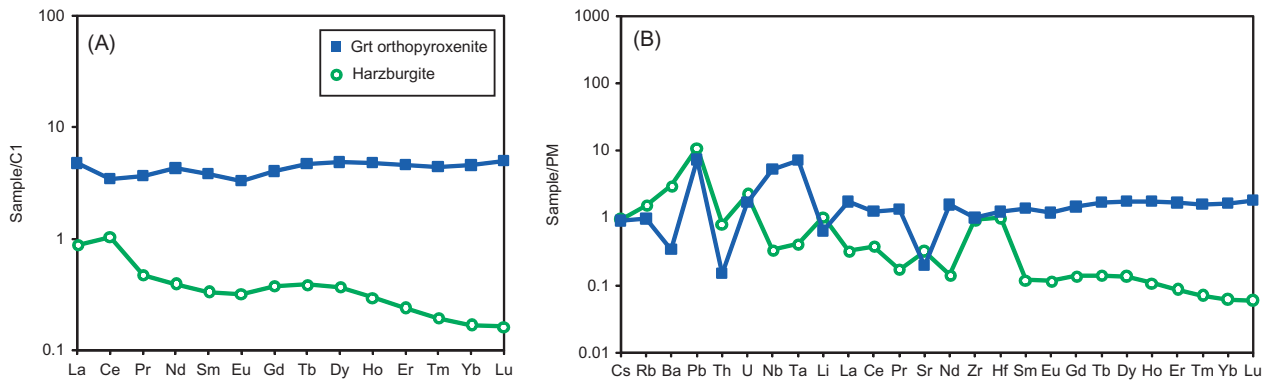 (A)
Grt orthopyroxenite
Harzburgite
Sample/C1
100
10
1
0.1
La Ce Pr Nd Sm Eu Gd Tb Dy Ho Er Tm Yb Lu
(B)
Sample/PM
1000
100
10
1
0.1
0.01
Cs Rb Ba Pb Th U Nb Ta Li La Ce Pr Sr Nd Zr Hf Sm Eu Gd Tb Dy Ho Er Tm Yb Lu